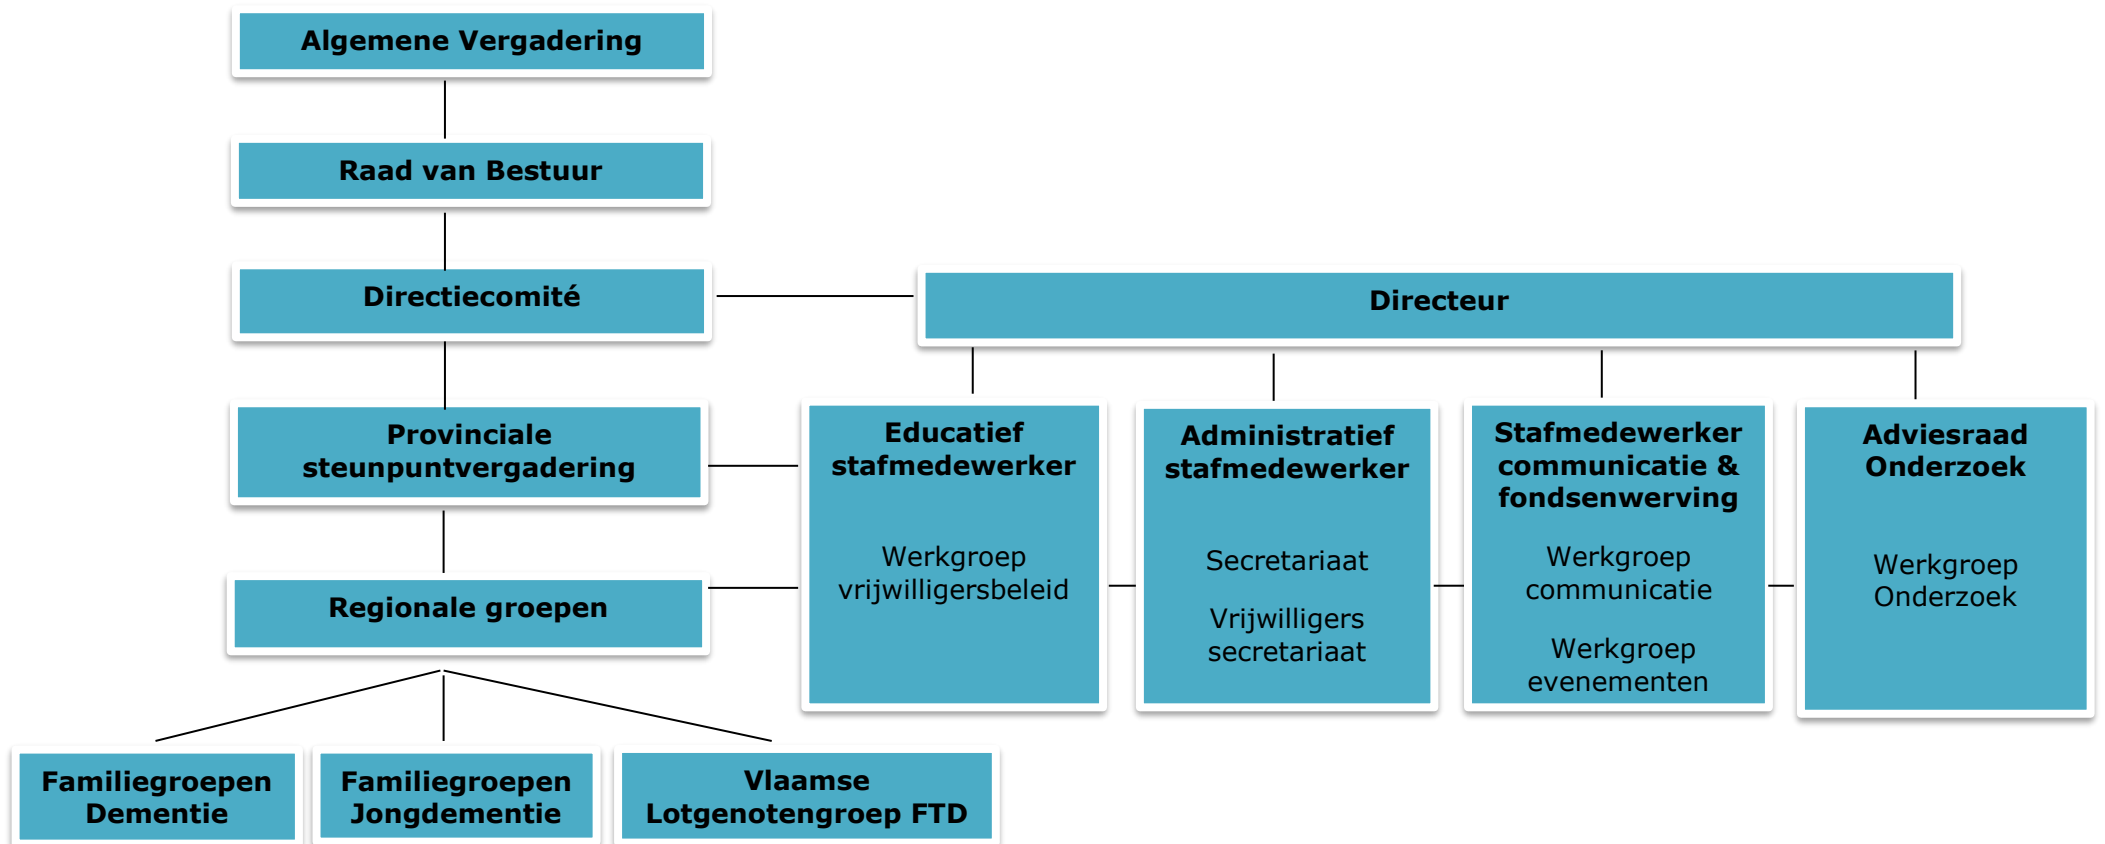 Algemene Vergadering
Raad van Bestuur
Directiecomité
Directeur
Provinciale
steunpuntvergadering
Educatief
stafmedewerker
Werkgroep
vrijwilligersbeleid
Administratief
stafmedewerker
Secretariaat
Vrijwilligers
secretariaat
Stafmedewerker
communicatie &
fondsenwerving
Werkgroep
communicatie
Werkgroep
evenementen
Adviesraad
Onderzoek
Werkgroep
Onderzoek
Regionale groepen
Familiegroepen
Dementie
Familiegroepen
Jongdementie
Vlaamse
Lotgenotengroep FTD